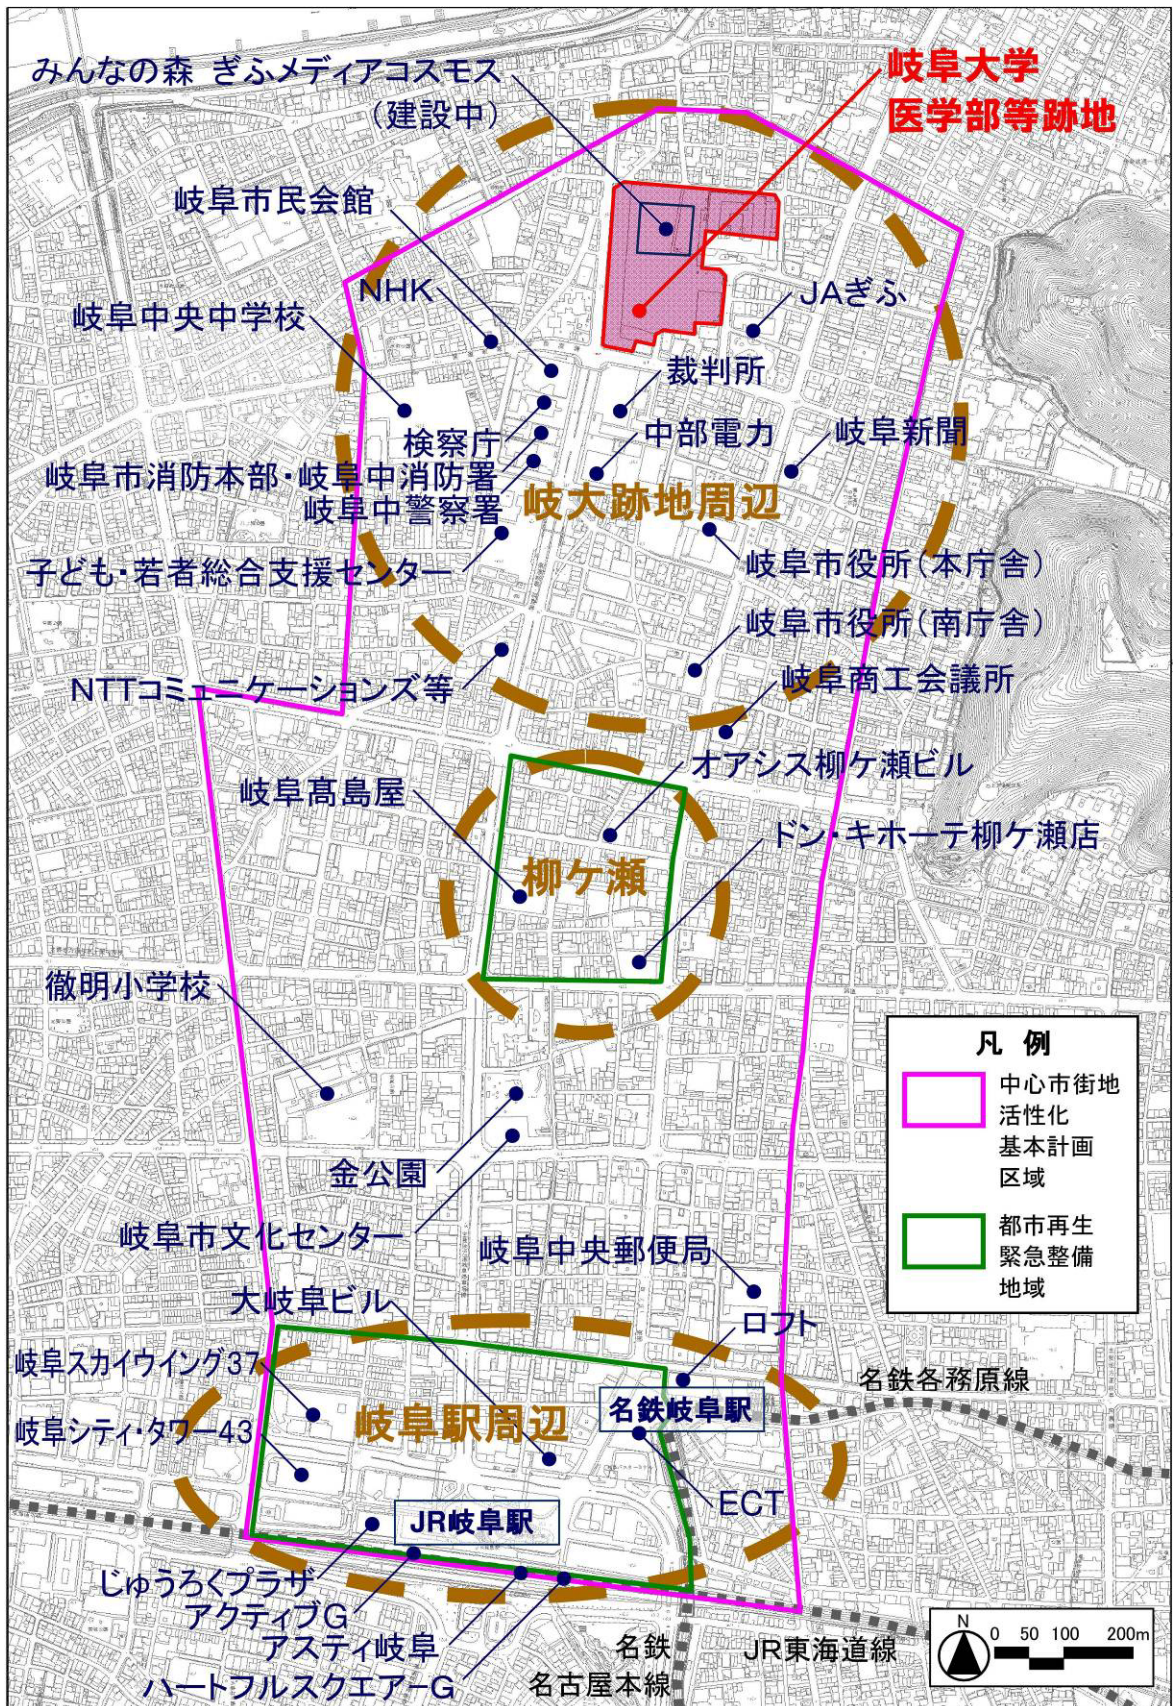 みんなの森 ぎふメディアコスモス
(建設中)
岐阜大学
医学部等跡地
岐阜市民会館
NHK
JAぎふ
岐阜中央中学校
裁判所
検察庁
中部電力
岐阜新聞
岐阜市消防本部・岐阜中消防署
岐阜中警察署
岐大跡地周辺
子ども・若者総合支援センター
岐阜市役所(本庁舎)
岐阜市役所(南庁舎)
NTTコミュニケーションズ等
岐阜商工会議所
オアシス柳ケ瀬ビル
岐阜髙島屋
ドン・キホーテ柳ケ瀬店
柳ケ瀬
徹明小学校
凡 例
中心市街地
活性化
基本計画
区域
都市再生
緊急整備
地域
金公園
岐阜市文化センター
岐阜中央郵便局
大岐阜ビル
ロフト
岐阜スカイウイング37
名鉄各務原線
名鉄岐阜駅
岐阜駅周辺
岐阜シティ・タワー43
ECT
JR岐阜駅
じゅうろくプラザ
アクティブG
アスティ岐阜
ハートフルスクエアーG
名鉄
名古屋本線
JR東海道線
N
0 50 100 200m